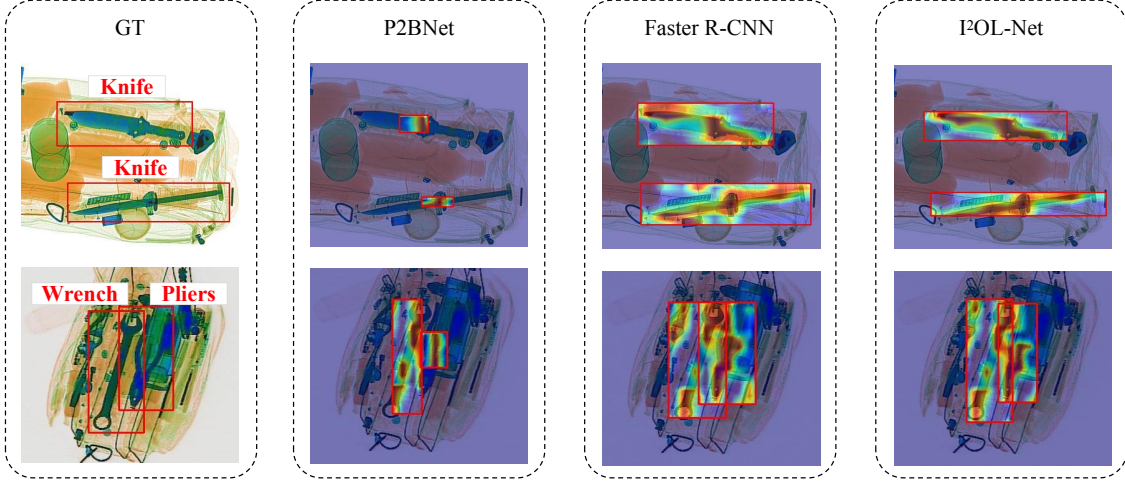 GT
P2BNet
Faster R-CNN
I²OL-Net
Knife
Knife
Wrench
Pliers